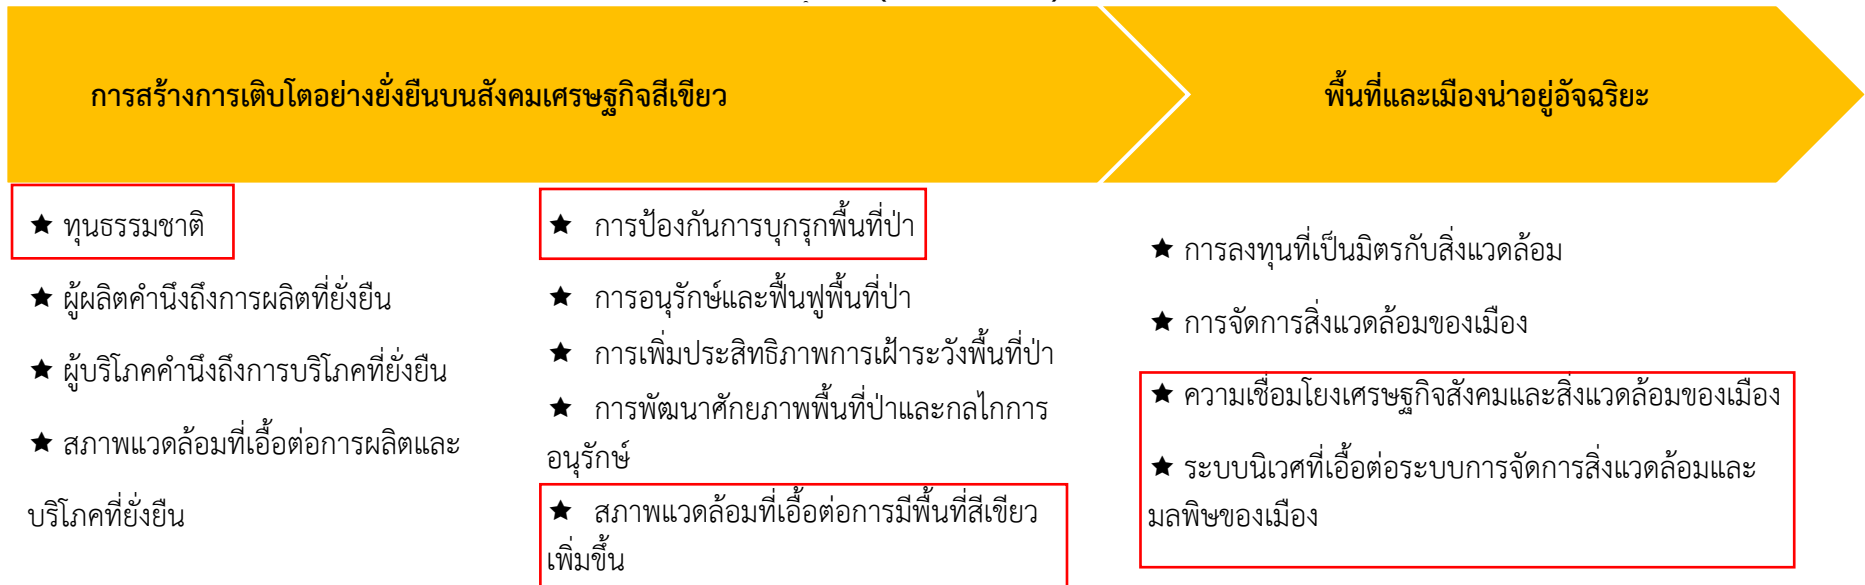 การสร้างการเติบโตอย่างยั่งยืนบนสังคมเศรษฐกิจสีเขียว
พื้นที่และเมืองน่าอยู่อัจฉริยะ
★ ทุนธรรมชาติ
★ ผู้ผลิตคำนึงถึงการผลิตที่ยั่งยืน
★ ผู้บริโภคคำนึงถึงการบริโภคที่ยั่งยืน
★ สภาพแวดล้อมที่เอื้อต่อการผลิตและ
บริโภคที่ยั่งยืน
★ การป้องกันการบุกรุกพื้นที่ป่า
★ การอนุรักษ์และฟื้นฟูพื้นที่ป่า
★ การเพิ่มประสิทธิภาพการเฝ้าระวังพื้นที่ป่า
★ การพัฒนาศักยภาพพื้นที่ป่าและกลไกการ
อนุรักษ์
★ สภาพแวดล้อมที่เอื้อต่อการมีพื้นที่สีเขียว
เพิ่มขึ้น
★ การลงทุนที่เป็นมิตรกับสิ่งแวดล้อม
★ การจัดการสิ่งแวดล้อมของเมือง
★ ความเชื่อมโยงเศรษฐกิจสังคมและสิ่งแวดล้อมของเมือง
★ ระบบนิเวศที่เอื้อต่อระบบการจัดการสิ่งแวดล้อมและ
มลพิษของเมือง